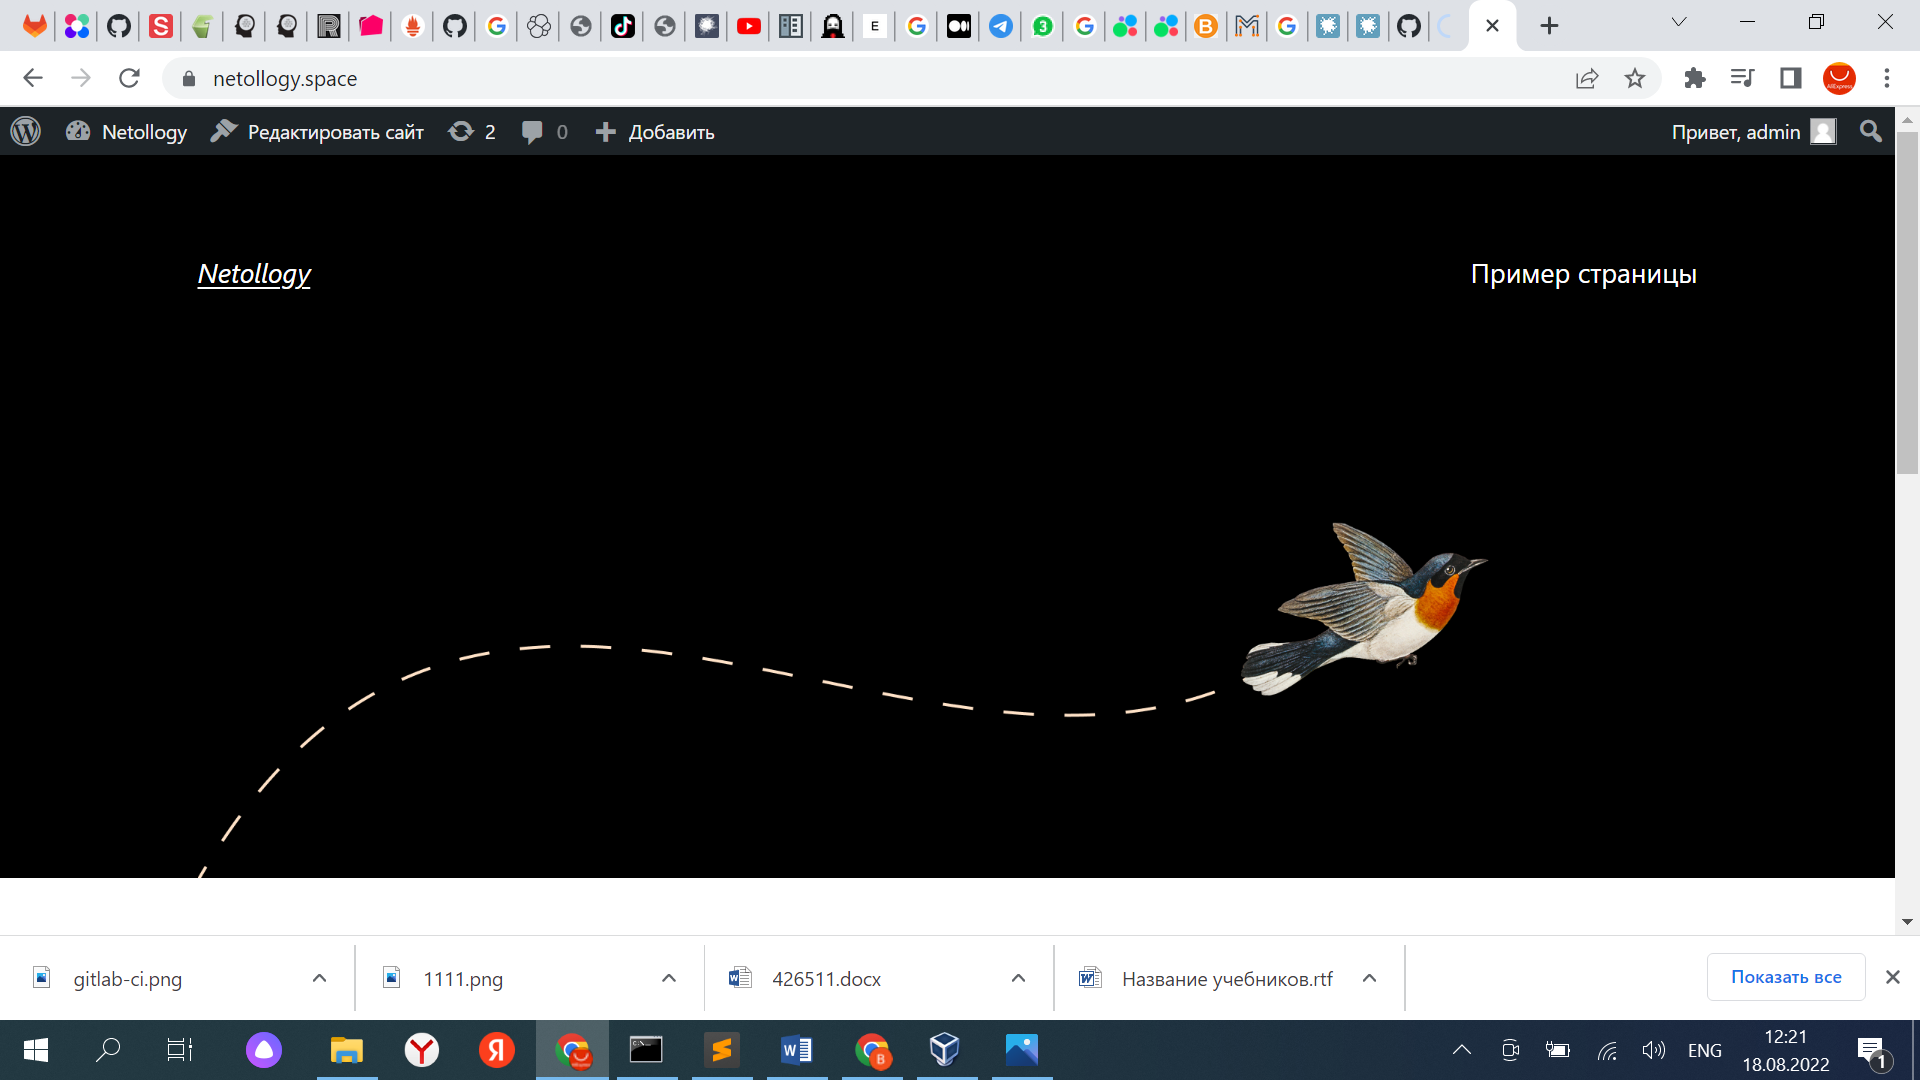 netollogy.space
Netollogy Редактировать сайт 2 0 Добавить Привет, admin
Netollogy Пример страницы
gitlab-ci.png 1111.png 426511.docx Название учебников.rtf Показать все
ENG 12:21
18.08.2022 1